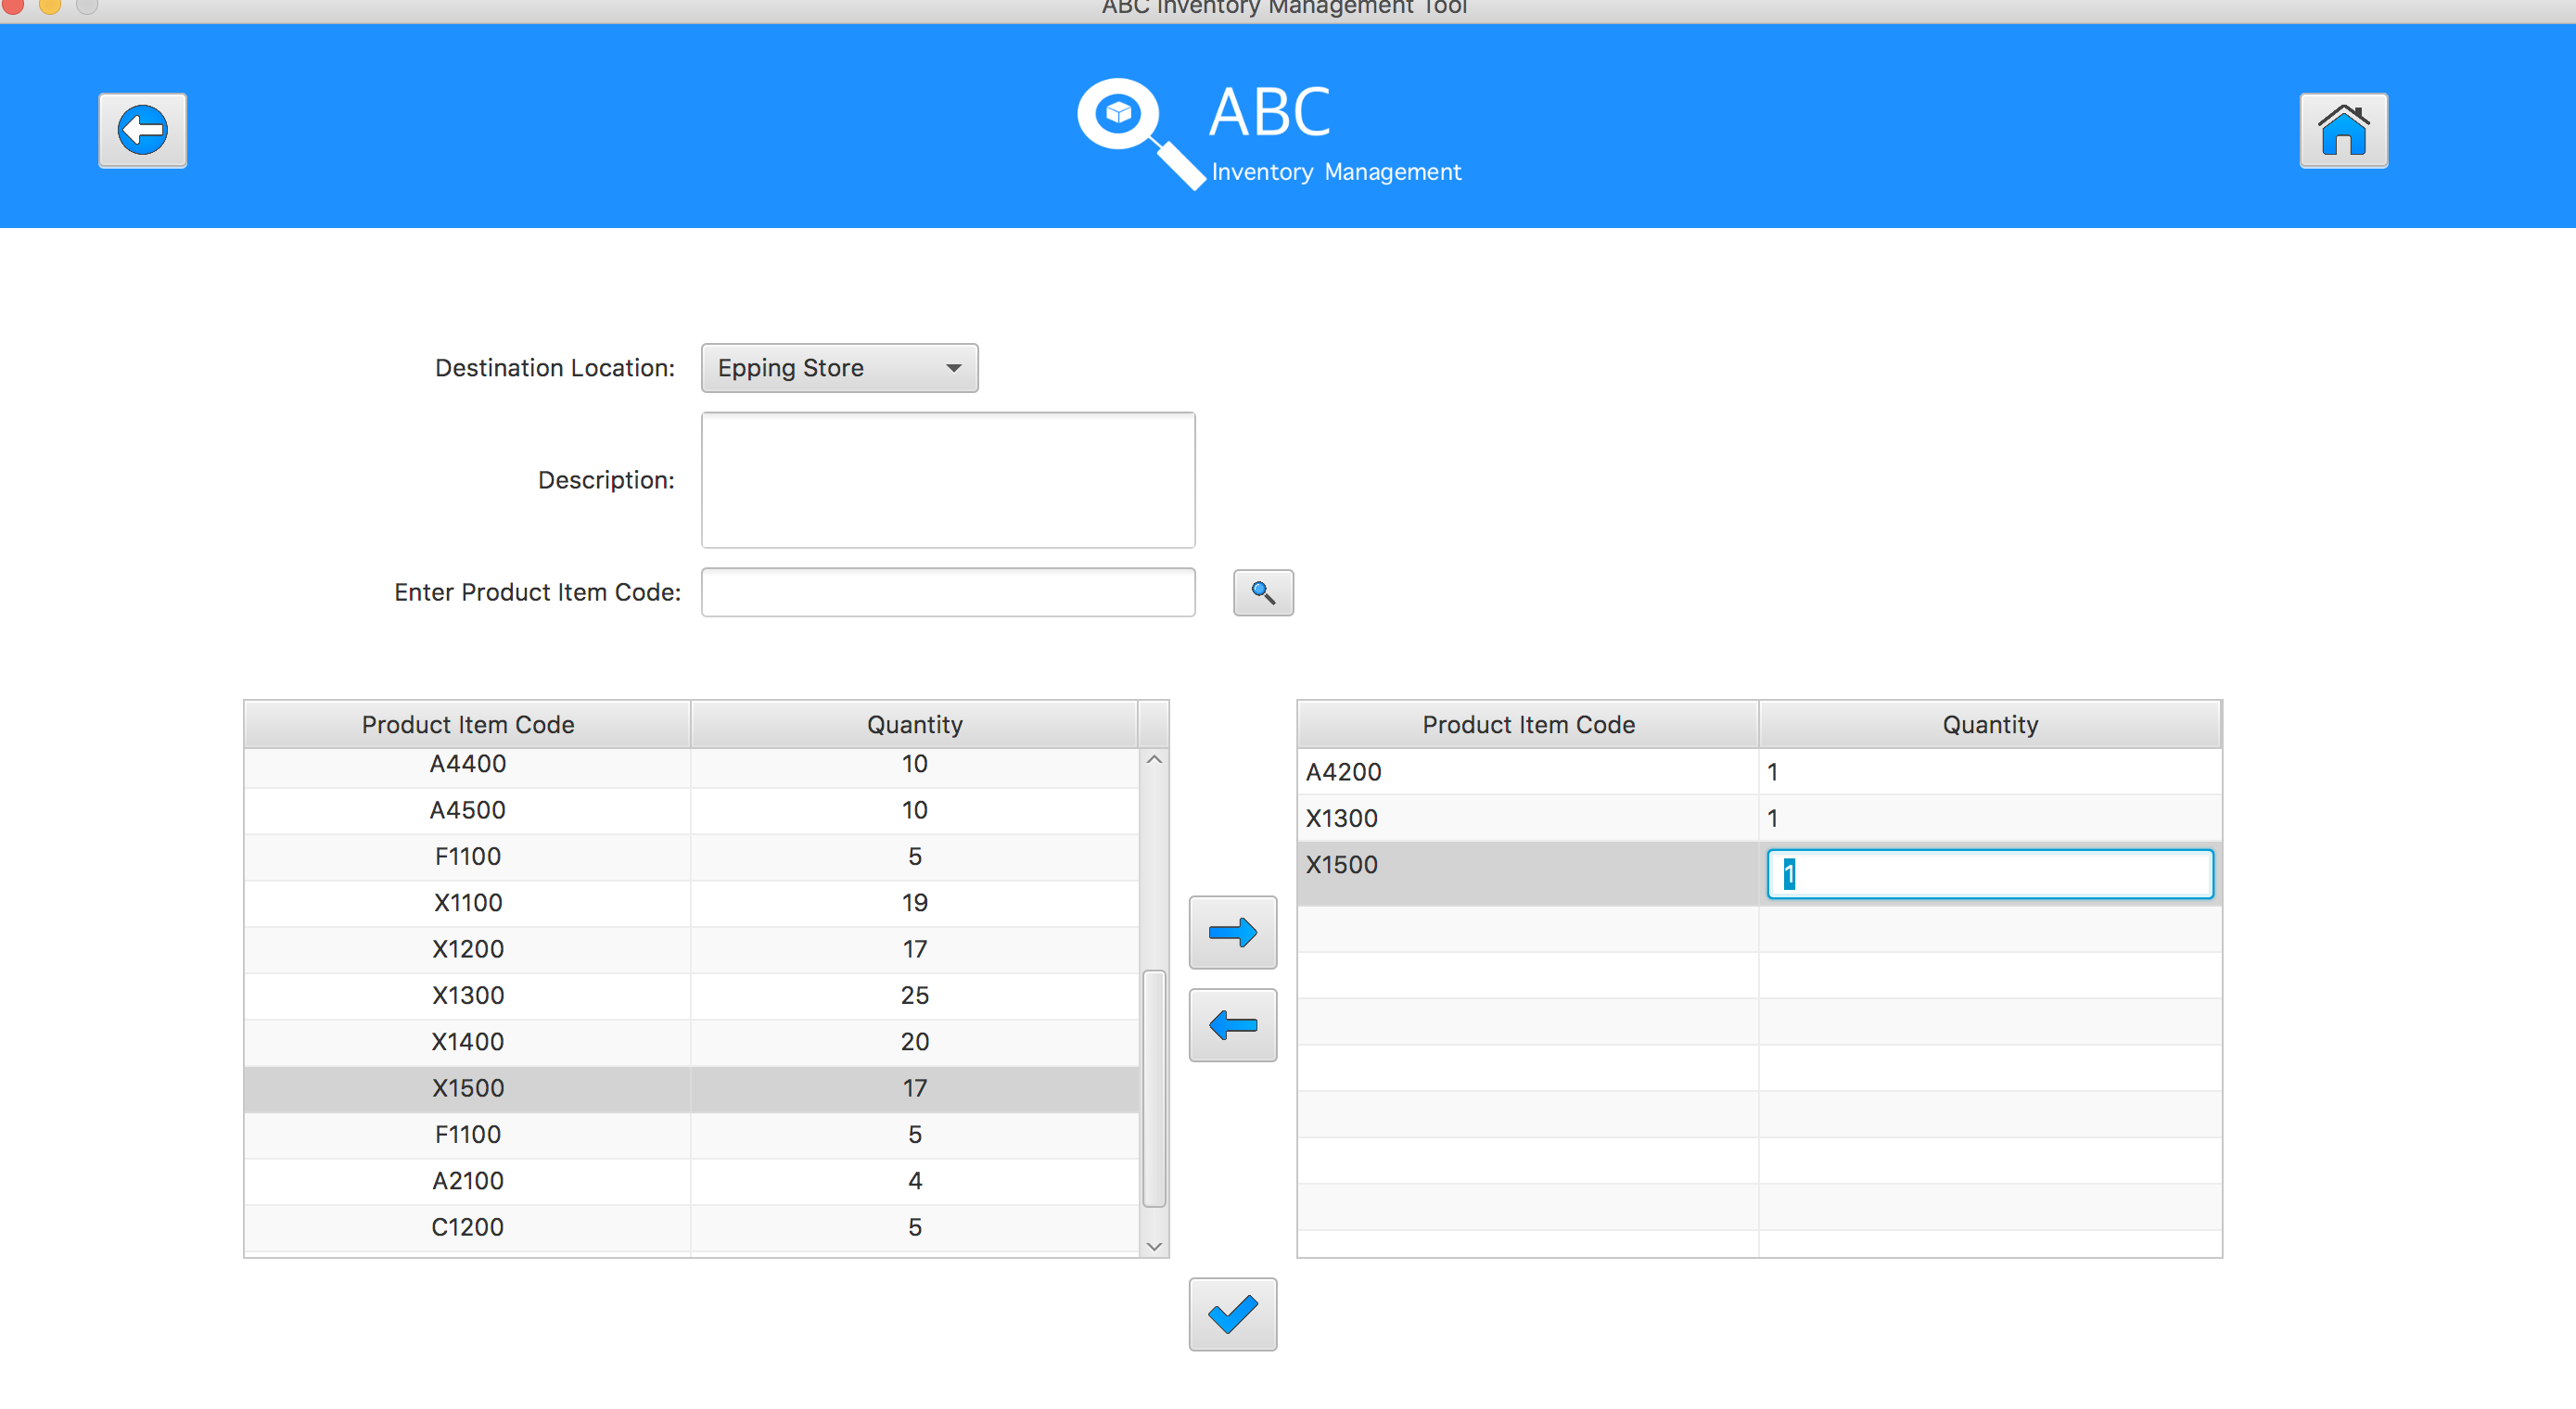 ABC Inventory Management Tool
ABC
Inventory Management
Destination Location: Epping Store
Description:
Enter Product Item Code:
Product Item Code Quantity
A4400 10
A4500 10
F1100 5
X1100 19
X1200 17
X1300 25
X1400 20
X1500 17
F1100 5
A2100 4
C1200 5
Product Item Code Quantity
A4200 1
X1300 1
X1500 1